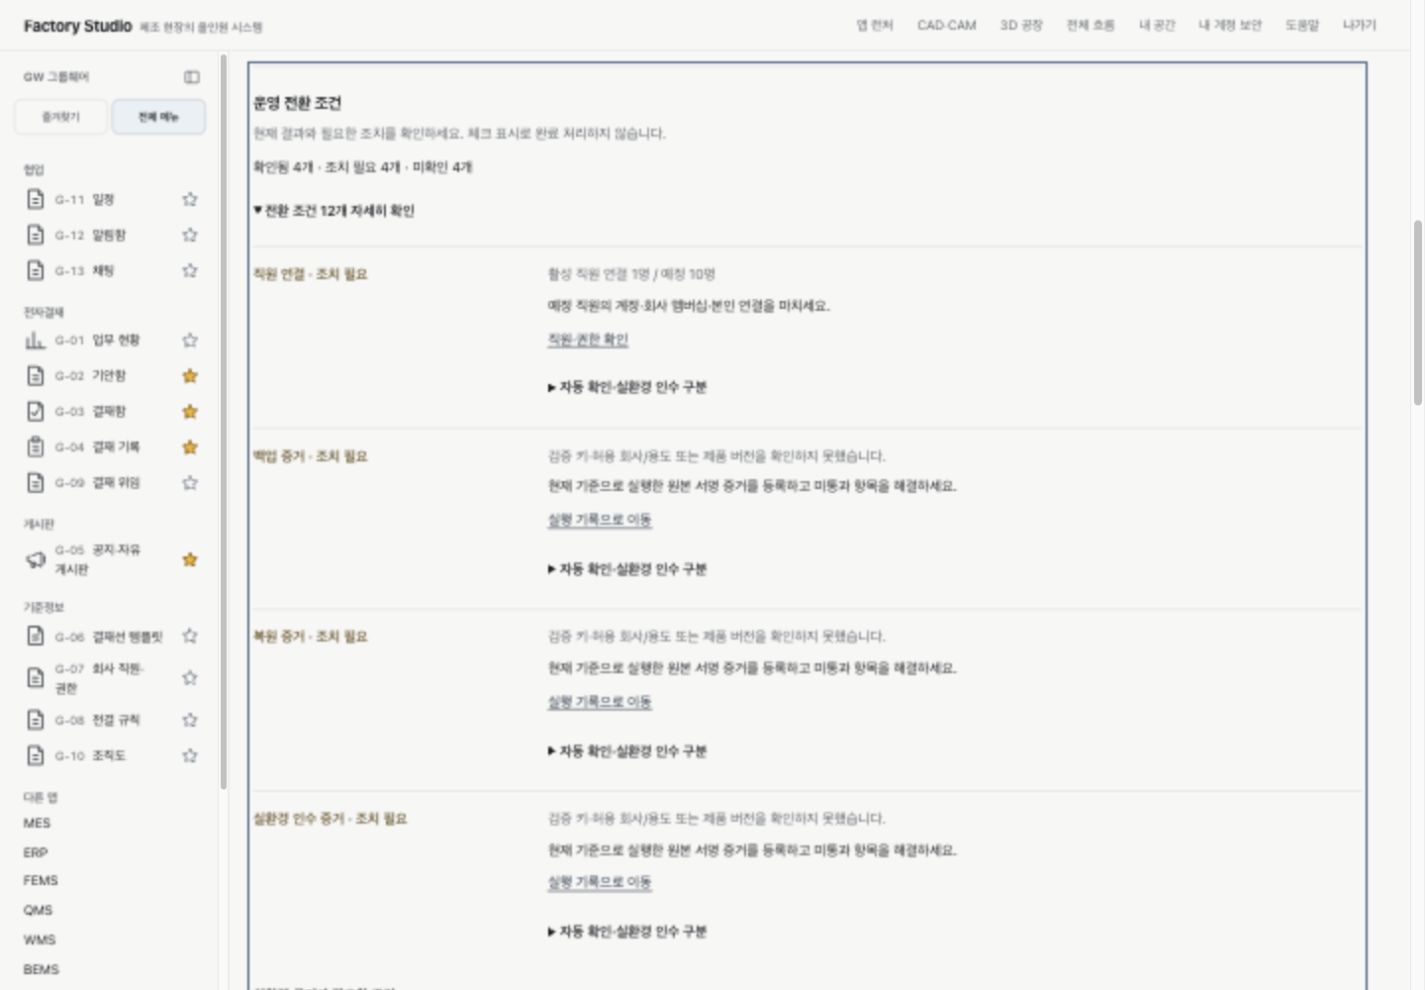 Factory Studio 제조 현장의 올인원 시스템
앱 런처 CAD·CAM 3D 공장 전체 흐름 내 공간 내 계정 보안 도움말 나가기
GW 그룹웨어
즐겨찾기 전체 메뉴
협업
G-11 일정
G-12 알림함
G-13 채팅
전자결재
G-01 업무 현황
G-02 기안함
G-03 결재함
G-04 결재 기록
G-09 결재 위임
게시판
G-05 공지·자유
게시판
기준정보
G-06 결재선 템플릿
G-07 회사 직원·
권한
G-08 전결 규칙
G-10 조직도
다른 앱
MES
ERP
FEMS
QMS
WMS
BEMS
운영 전환 조건
현재 결과와 필요한 조치를 확인하세요. 체크 표시로 완료 처리하지 않습니다.
확인됨 4개 · 조치 필요 4개 · 미확인 4개
▼ 전환 조건 12개 자세히 확인
직원 연결 · 조치 필요
활성 직원 연결 1명 / 예정 10명
예정 직원의 계정·회사 멤버십·본인 연결을 마치세요.
직원·권한 확인
▶ 자동 확인·실환경 인수 구분
백업 증거 · 조치 필요
검증 키·허용 회사/용도 또는 제품 버전을 확인하지 못했습니다.
현재 기준으로 실행한 원본 서명 증거를 등록하고 미통과 항목을 해결하세요.
실행 기록으로 이동
▶ 자동 확인·실환경 인수 구분
복원 증거 · 조치 필요
검증 키·허용 회사/용도 또는 제품 버전을 확인하지 못했습니다.
현재 기준으로 실행한 원본 서명 증거를 등록하고 미통과 항목을 해결하세요.
실행 기록으로 이동
▶ 자동 확인·실환경 인수 구분
실환경 인수 증거 · 조치 필요
검증 키·허용 회사/용도 또는 제품 버전을 확인하지 못했습니다.
현재 기준으로 실행한 원본 서명 증거를 등록하고 미통과 항목을 해결하세요.
실행 기록으로 이동
▶ 자동 확인·실환경 인수 구분